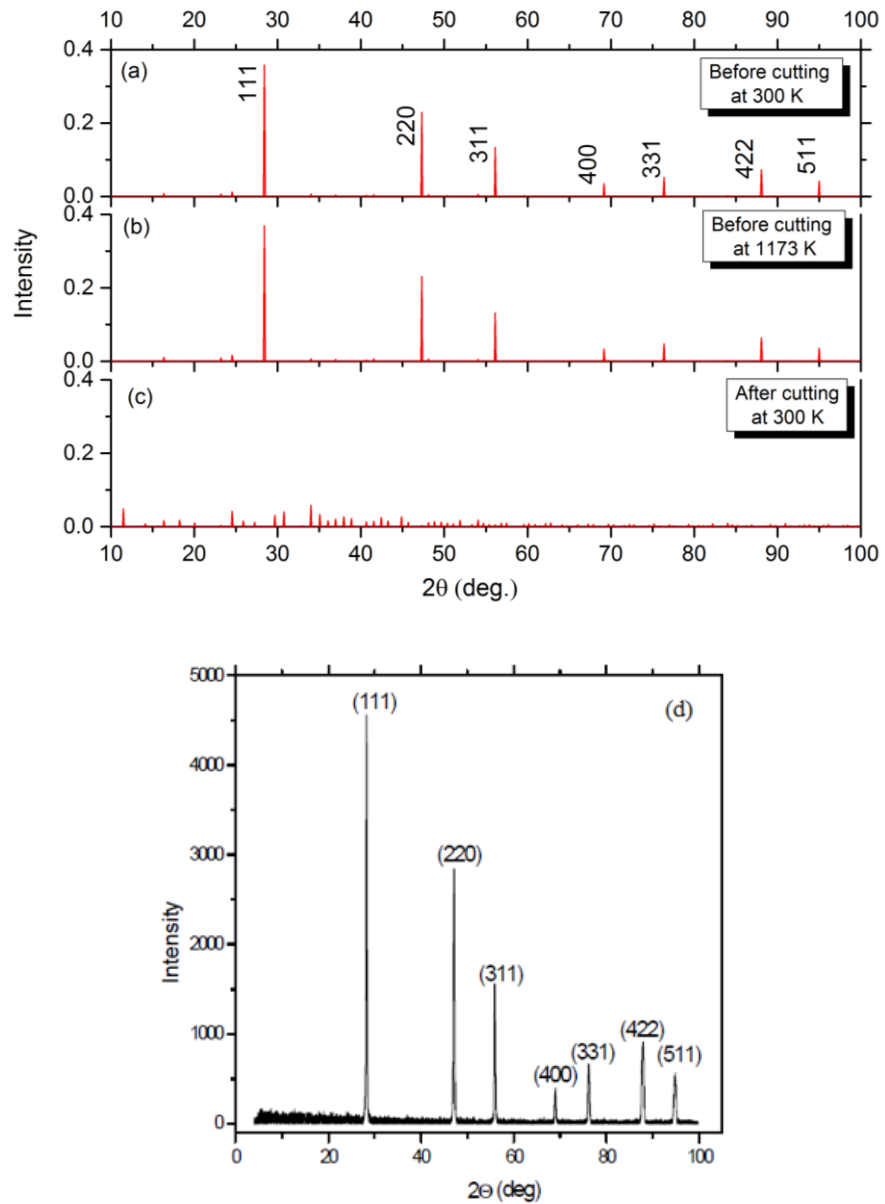 10 20 30 40 50 60 70 80 90 100
0.4
(a)
111
220
311
400
331
422
511
Before cutting
at 300 K
0.2
0.0
0.4
(b)
Before cutting
at 1173 K
0.2
0.0
Intensity
0.4
(c)
After cutting
at 300 K
0.2
0.0
10 20 30 40 50 60 70 80 90 100
2θ (deg.)
5000
(111)
(d)
4000
3000
(220)
2000
(311)
1000
(400)
(331)
(422)
(511)
0
Intensity
0 20 40 60 80 100
2Θ (deg)